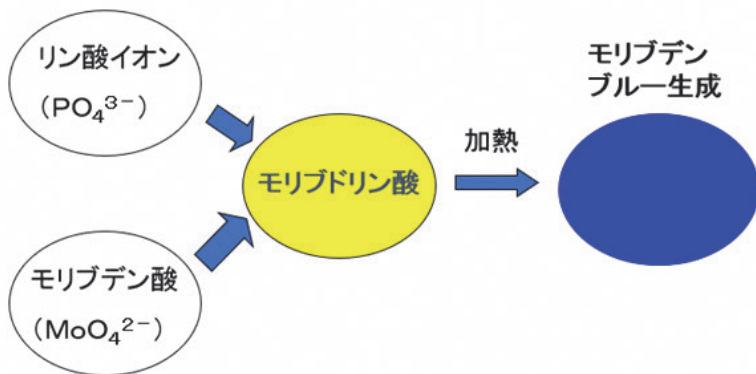 リン酸イオン
(PO₄³⁻)
モリブデン酸
(MoO₄²⁻)
モリブドリン酸
加熱
モリブデン
ブルー生成